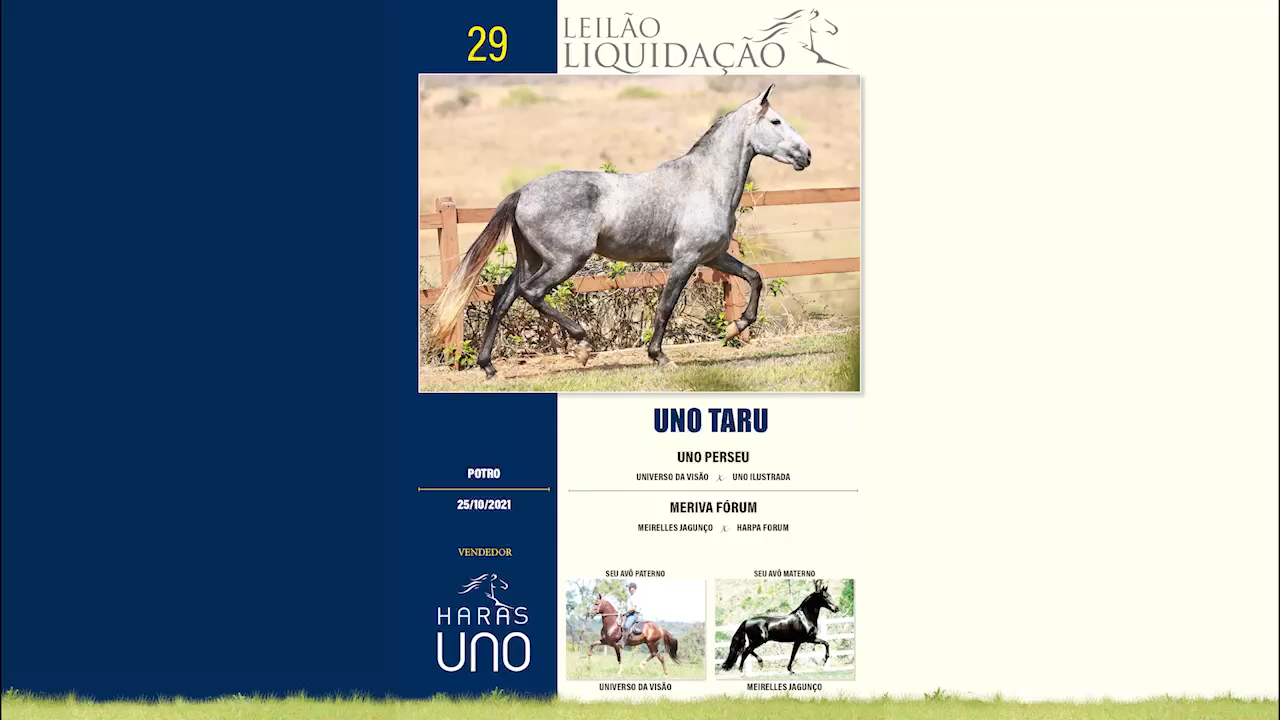 29
LEILÃO
LIQUIDAÇÃO
UNO TARU
UNO PERSEU
UNIVERSO DA VISÃO x UNO ILUSTRADA
MERIVA FÓRUM
MEIRELLES JAGUNÇO x HARPA FORUM
POTRO
25/10/2021
VENDEDOR
HARAS
UNO
SEU AVÔ PATERNO
UNIVERSO DA VISÃO
SEU AVÔ MATERNO
MEIRELLES JAGUNÇO